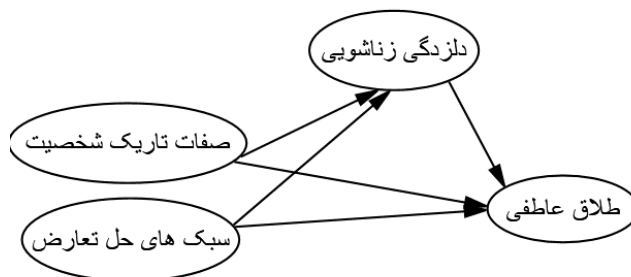 دلزدگی زناشویی
صفات تاریک شخصیت
طلاق عاطفی
سبک های حل تعارض